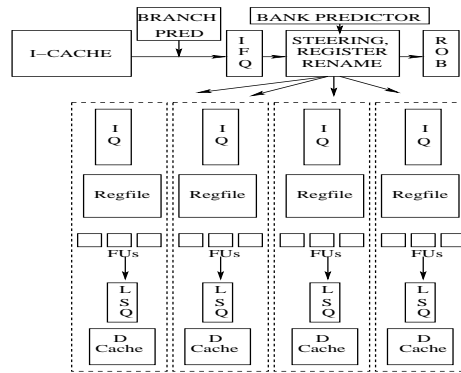 BRANCH
PRED
BANK PREDICTOR
I-CACHE
I
F
Q
STEERING,
REGISTER
RENAME
R
O
B
I
Q
I
Q
I
Q
I
Q
Regfile
Regfile
Regfile
Regfile
FUs
FUs
FUs
FUs
L
S
Q
L
S
Q
L
S
Q
L
S
Q
D
Cache
D
Cache
D
Cache
D
Cache